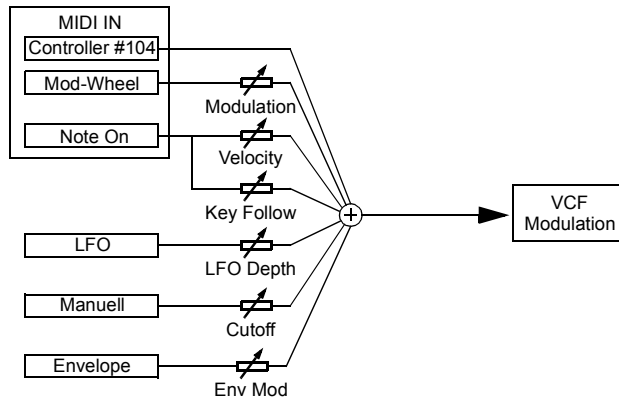 MIDI IN
Controller #104
Mod-Wheel
Modulation
Note On
Velocity
Key Follow
VCF
Modulation
LFO
LFO Depth
Manuell
Cutoff
Envelope
Env Mod